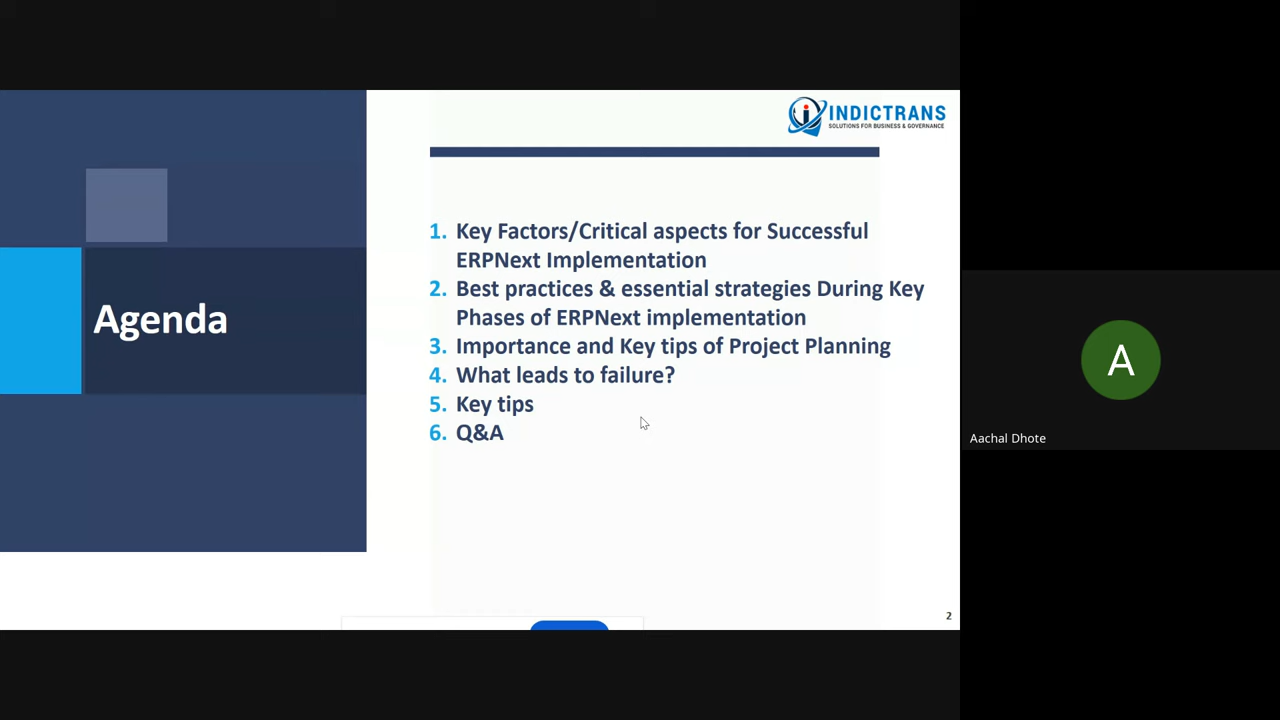 INDICTRANS
SOLUTIONS FOR BUSINESS & GOVERNANCE
Agenda
1. Key Factors/Critical aspects for Successful
ERPNext Implementation
2. Best practices & essential strategies During Key
Phases of ERPNext implementation
3. Importance and Key tips of Project Planning
4. What leads to failure?
5. Key tips
6. Q&A
2
A
Aachal Dhote